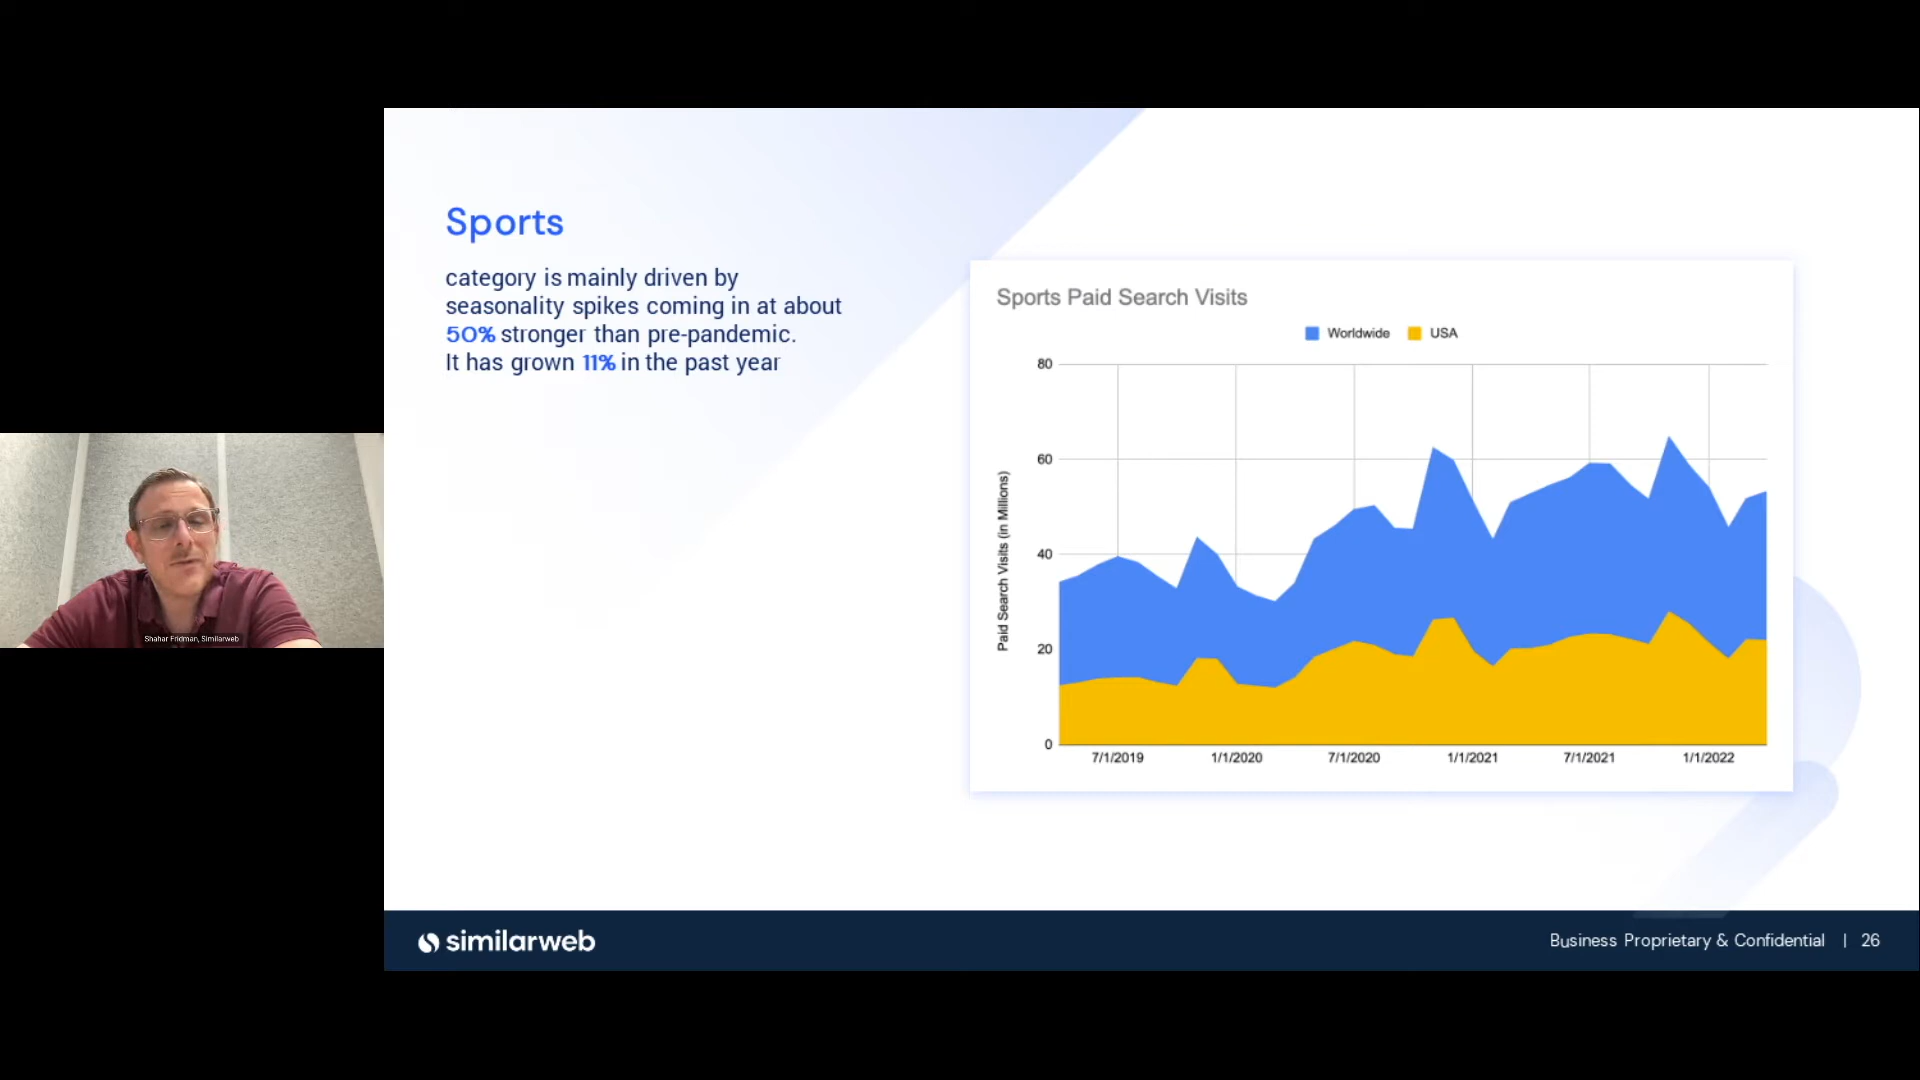 Sports
category is mainly driven by
seasonality spikes coming in at about
50% stronger than pre-pandemic.
It has grown 11% in the past year
Sports Paid Search Visits
Worldwide
USA
Paid Search Visits (in Millions)
80
60
40
20
0
7/1/2019
1/1/2020
7/1/2020
1/1/2021
7/1/2021
1/1/2022
Shahar Fridman, Similarweb
similarweb
Business Proprietary & Confidential | 26